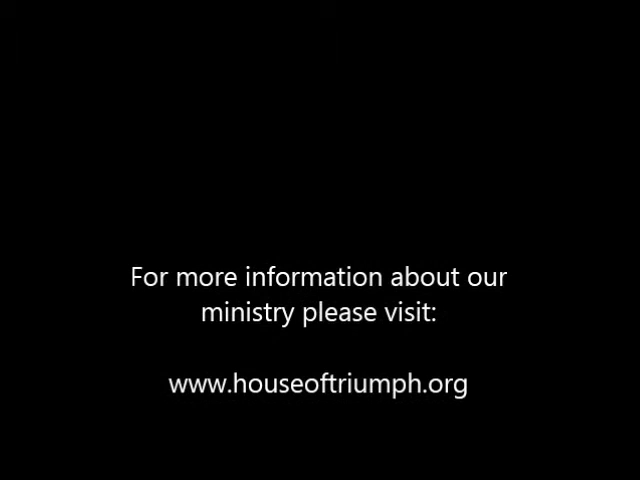 For more information about our
ministry please visit:
www.houseoftriumph.org